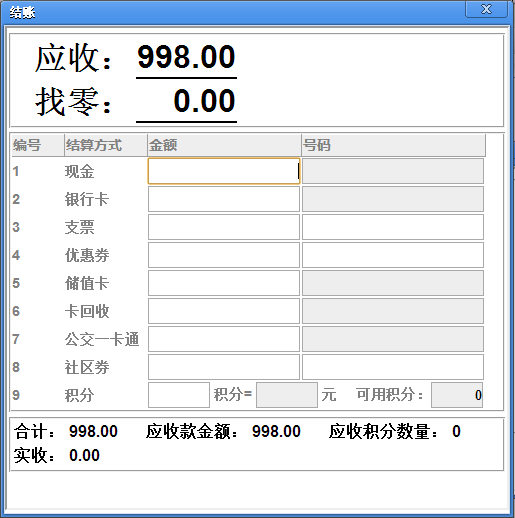 结账
应收： 998.00
找零： 0.00
编号 结算方式 金额 号码
1 现金
2 银行卡
3 支票
4 优惠券
5 储值卡
6 卡回收
7 公交一卡通
8 社区券
9 积分 积分= 元 可用积分： 0
合计： 998.00 应收款金额： 998.00 应收积分数量： 0
实收： 0.00